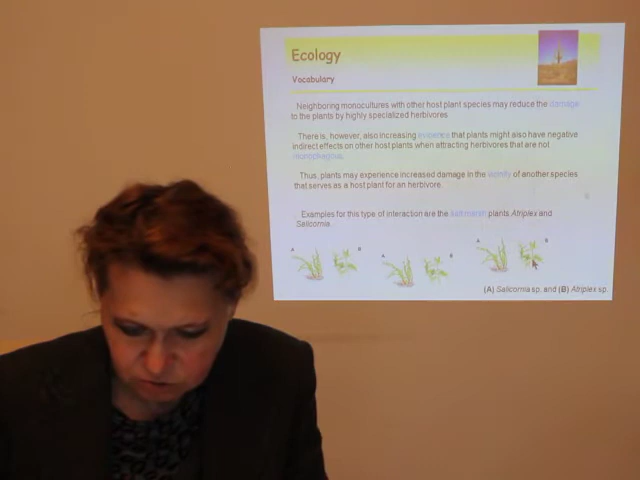 Ecology
Vocabulary
Neighboring monocultures with other host plant species may reduce the damage
to the plants by highly specialized herbivores
There is, however, also increasing evidence that plants might also have negative
indirect effects on other host plants when attracting herbivores that are not
monophagous.
Thus, plants may experience increased damage in the vicinity of another species
that serves as a host plant for an herbivore.
Examples for this type of interaction are the salt marsh plants Atriplex and
Salicornia.
A B A B A B
(A) Salicornia sp. and (B) Atriplex sp.